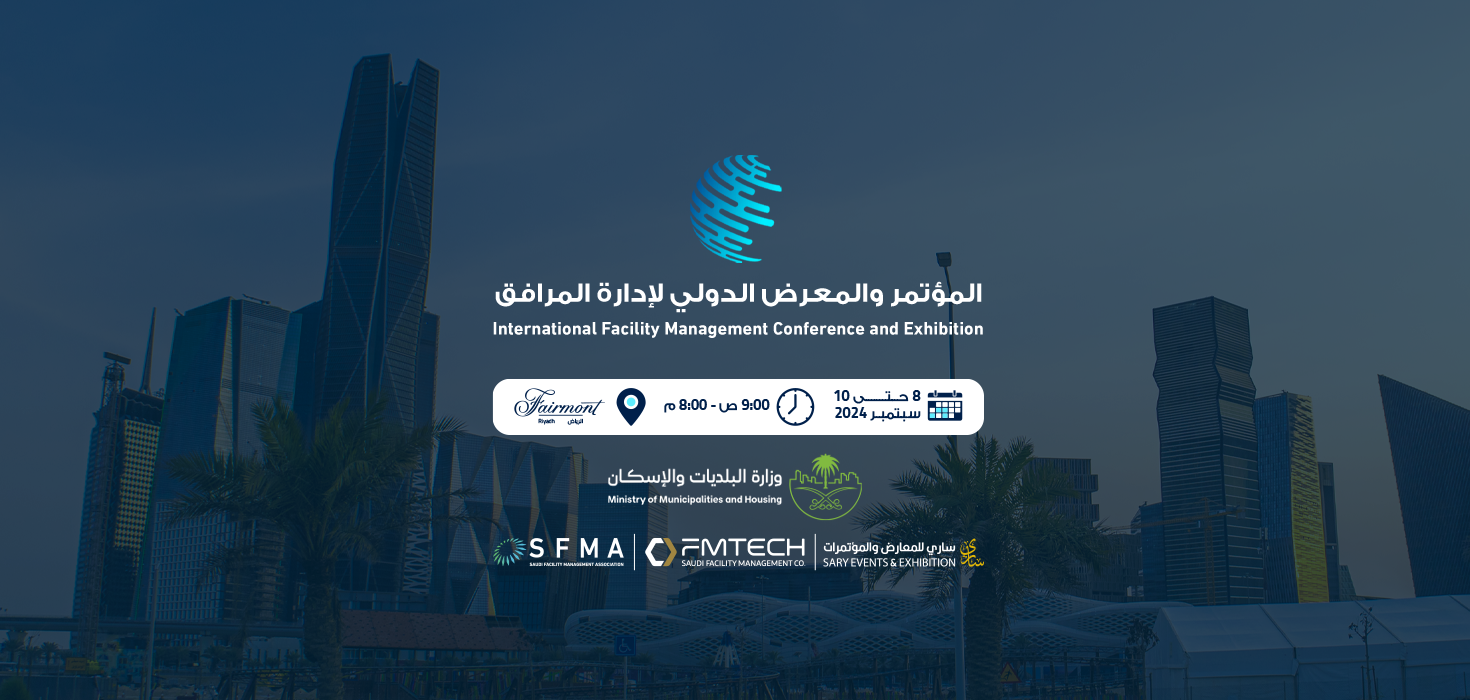 المؤتمر والمعرض الدولي لإدارة المرافق
International Facility Management Conference and Exhibition
8 حتـــى 10
سبتمبر 2024
9:00 ص - 8:00 م
Fairmont
الرياض Riyadh
وزارة البلديات والإسكان
Ministry of Municipalities and Housing
SFMA
SAUDI FACILITY MANAGEMENT ASSOCIATION
FMTECH
SAUDI FACILITY MANAGEMENT CO.
ساري للمعارض والمؤتمرات
SARY EVENTS & EXHIBITION
ساري